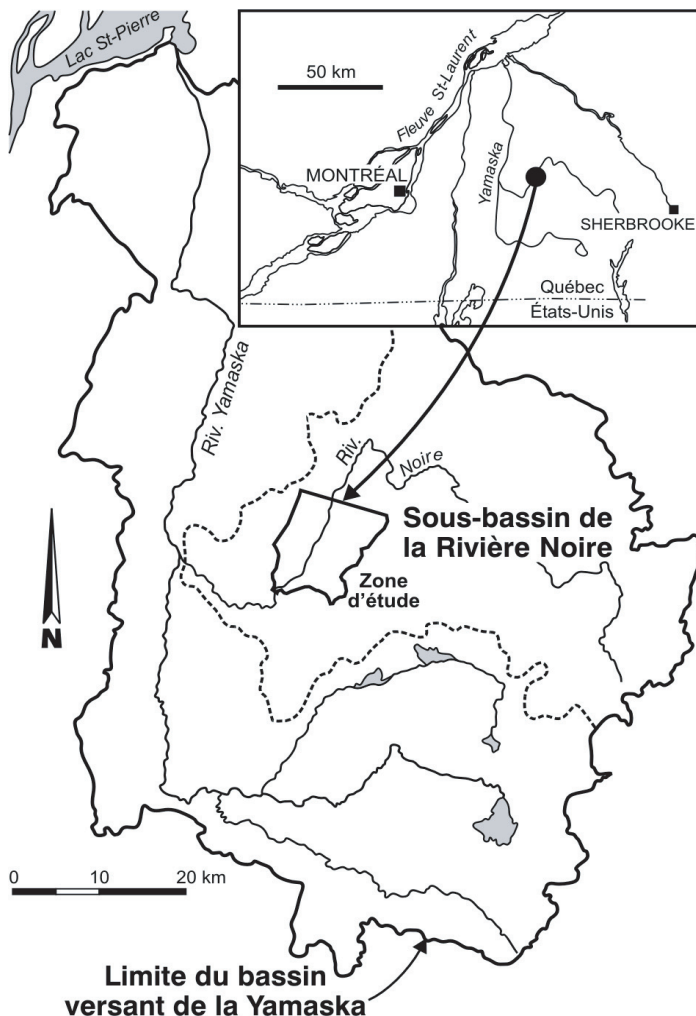 Lac St-Pierre
50 km
Fleuve St-Laurent
MONTRÉAL
Yamaska
SHERBROOKE
Québec
États-Unis
Riv. Yamaska
Riv.
Noire
Sous-bassin de
la Rivière Noire
Zone
d'étude
N
0 10 20 km
Limite du bassin
versant de la Yamaska